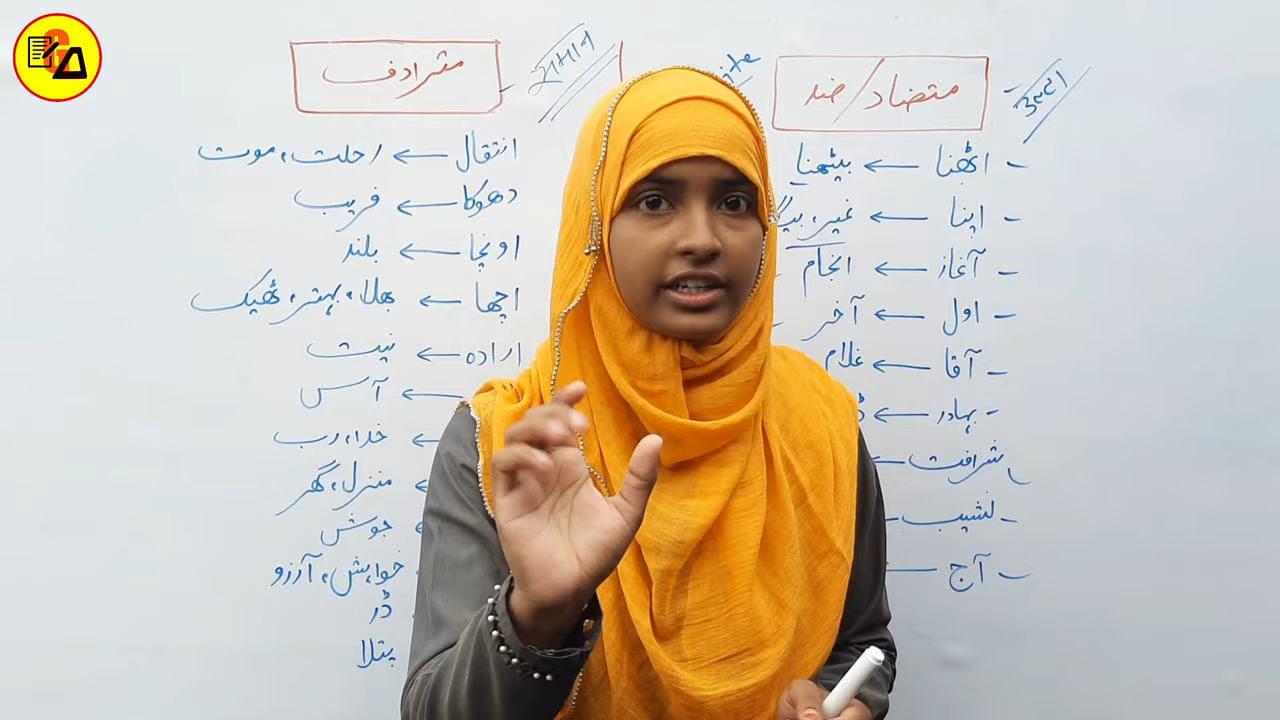 متضاد/ضد - उल्टा
- اٹھنا ← بیٹھنا
- اپنا ← غیر،
- آغاز ← انجام
- اول ← آخر
- آقا ← غلام
- بہادر ←
شرافت ←
- نشیب
- آج
مترادف - समान
انتقال ← رحلت، موت
دھوکا ← فریب
اونچا ← بلند
اچھا ← بھلا، بہتر، ٹھیک
ارادہ ← نیت
← آس
← خدا، رب
منزل، گھر
جوش
خواہش، آرزو
ڈر
پتلا